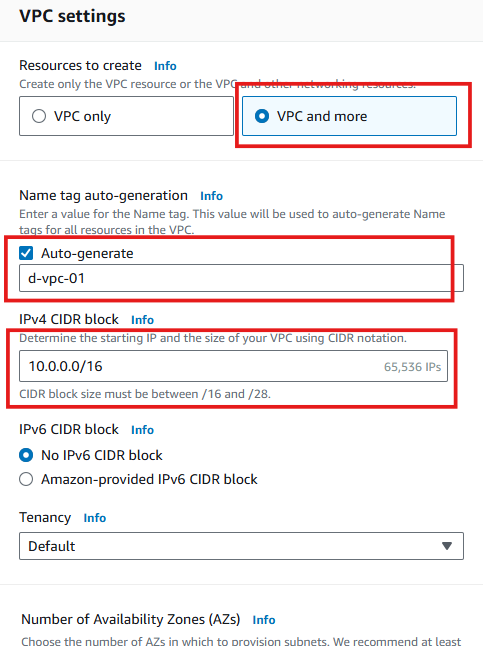 VPC settings
Resources to create Info
Create only the VPC resource or the VPC and other networking resources.
VPC only
VPC and more
Name tag auto-generation Info
Enter a value for the Name tag. This value will be used to auto-generate Name
tags for all resources in the VPC.
Auto-generate
d-vpc-01
IPv4 CIDR block Info
Determine the starting IP and the size of your VPC using CIDR notation.
10.0.0.0/16 65,536 IPs
CIDR block size must be between /16 and /28.
IPv6 CIDR block Info
No IPv6 CIDR block
Amazon-provided IPv6 CIDR block
Tenancy Info
Default
Number of Availability Zones (AZs) Info
Choose the number of AZs in which to provision subnets. We recommend at least